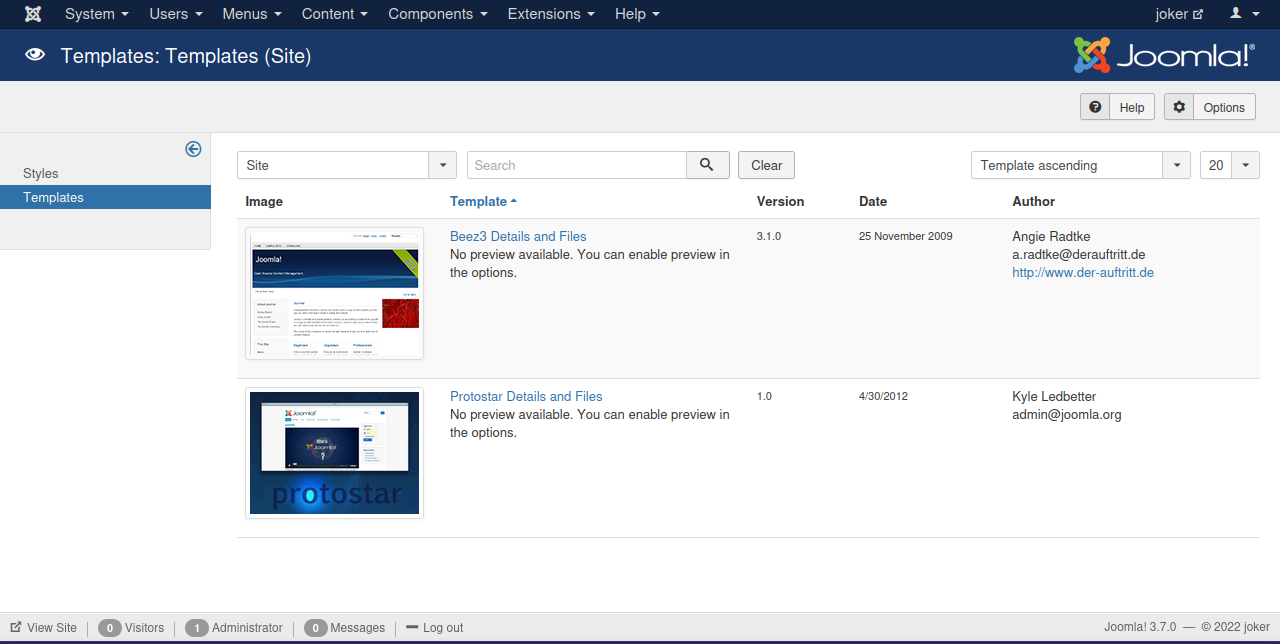 System Users Menus Content Components Extensions Help joker
Templates: Templates (Site) Joomla!®
Help Options
Styles
Templates
Site Search Clear Template ascending 20
Image Template Version Date Author
Beez3 Details and Files 3.1.0 25 November 2009 Angie Radtke
No preview available. You can enable preview in a.radtke@derauftritt.de
the options. http://www.der-auftritt.de
Joomla!
Protostar Details and Files 1.0 4/30/2012 Kyle Ledbetter
No preview available. You can enable preview in admin@joomla.org
the options.
Joomla!
What is
Joomla!
?
protostar
View Site 0 Visitors 1 Administrator 0 Messages Log out Joomla! 3.7.0 — © 2022 joker